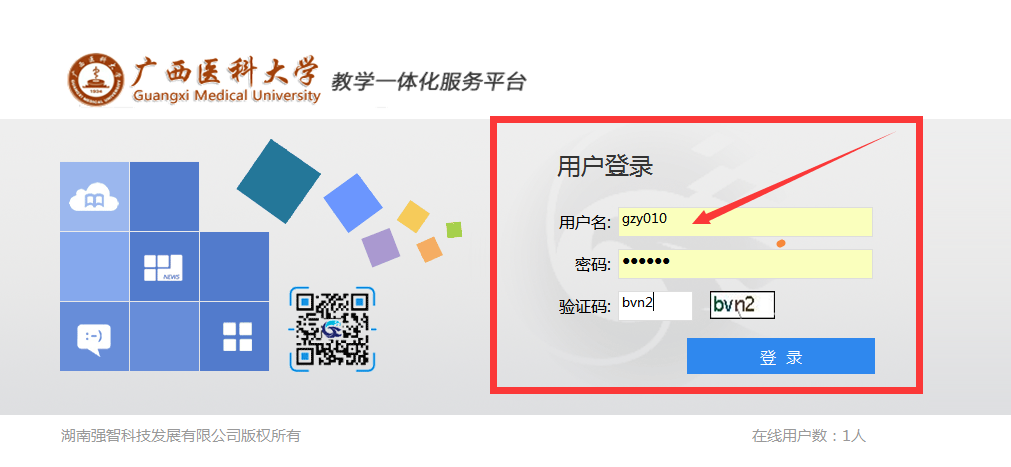 广西医科大学
Guangxi Medical University
教学一体化服务平台
用户登录
用户名: gzy010
密码: ●●●●●●
验证码: bvn2 bvn2
登 录
NEWS
:-)
湖南强智科技发展有限公司版权所有
在线用户数：1人